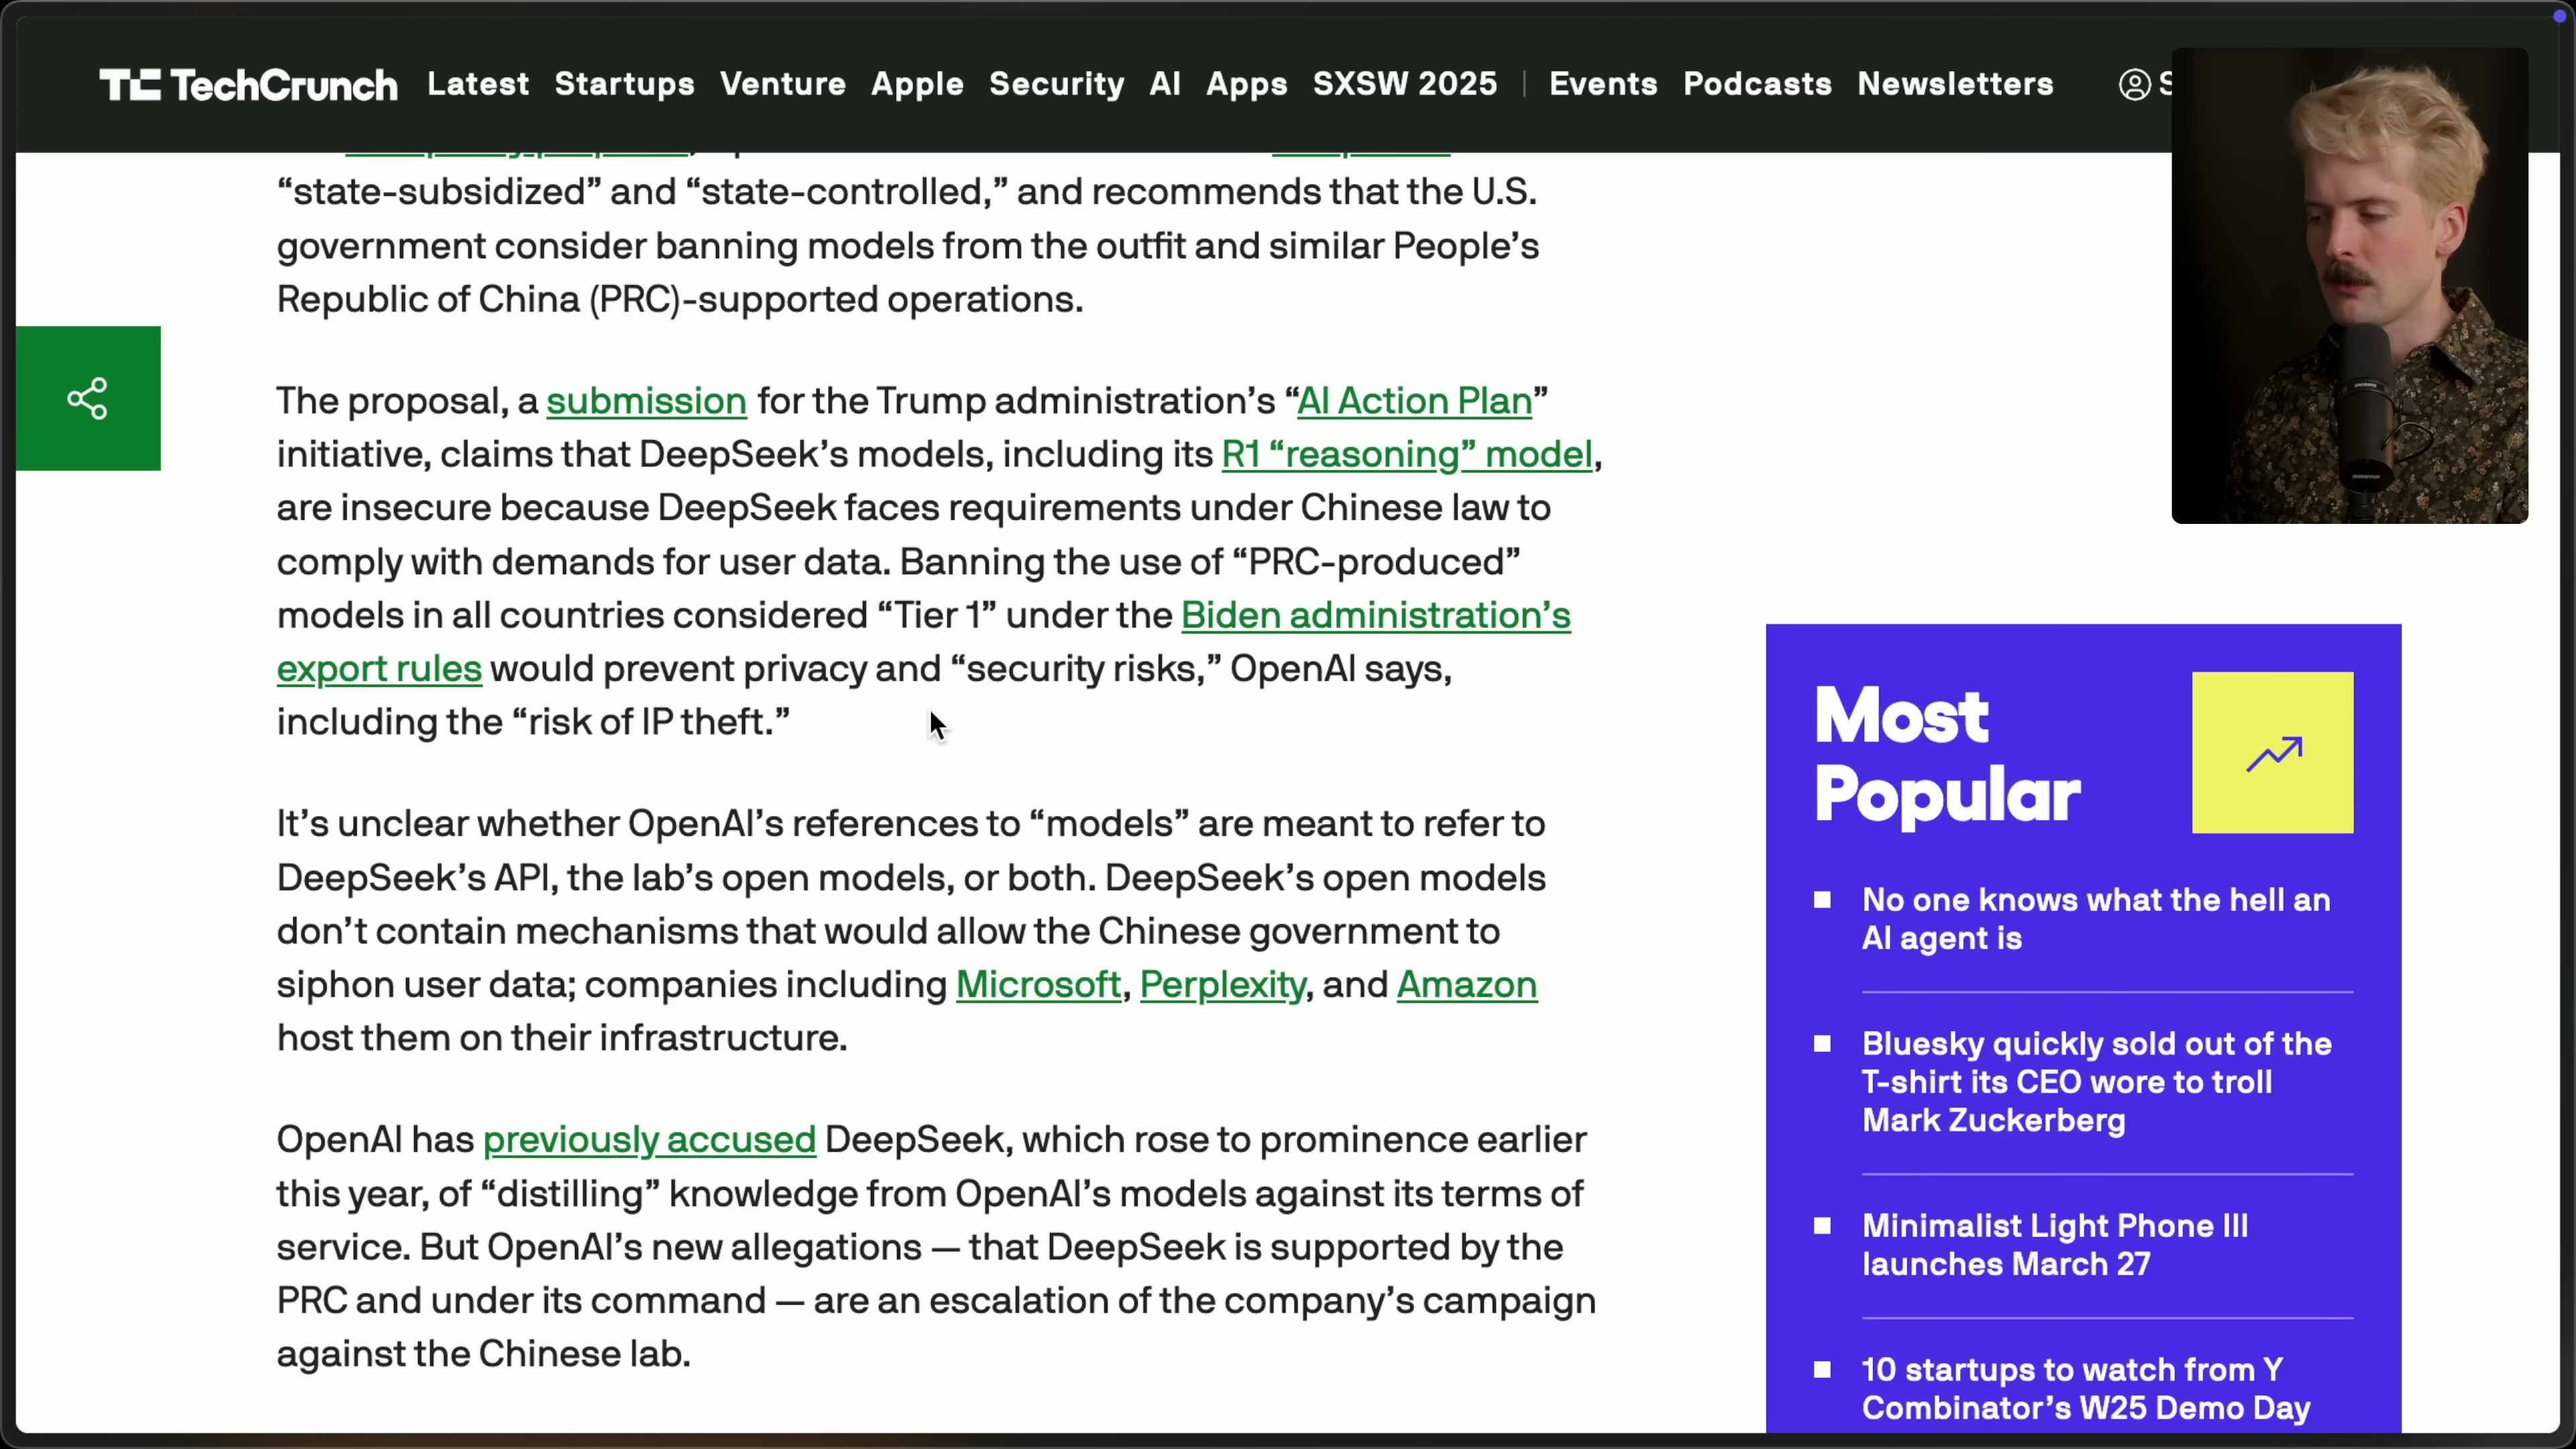 TechCrunch Latest Startups Venture Apple Security AI Apps SXSW 2025 | Events Podcasts Newsletters S
“state-subsidized” and “state-controlled,” and recommends that the U.S.
government consider banning models from the outfit and similar People’s
Republic of China (PRC)-supported operations.
The proposal, a submission for the Trump administration’s “AI Action Plan”
initiative, claims that DeepSeek’s models, including its R1 “reasoning” model,
are insecure because DeepSeek faces requirements under Chinese law to
comply with demands for user data. Banning the use of “PRC-produced”
models in all countries considered “Tier 1” under the Biden administration’s
export rules would prevent privacy and “security risks,” OpenAI says,
including the “risk of IP theft.”
It’s unclear whether OpenAI’s references to “models” are meant to refer to
DeepSeek’s API, the lab’s open models, or both. DeepSeek’s open models
don’t contain mechanisms that would allow the Chinese government to
siphon user data; companies including Microsoft, Perplexity, and Amazon
host them on their infrastructure.
OpenAI has previously accused DeepSeek, which rose to prominence earlier
this year, of “distilling” knowledge from OpenAI’s models against its terms of
service. But OpenAI’s new allegations — that DeepSeek is supported by the
PRC and under its command — are an escalation of the company’s campaign
against the Chinese lab.
Most
Popular
No one knows what the hell an
AI agent is
Bluesky quickly sold out of the
T-shirt its CEO wore to troll
Mark Zuckerberg
Minimalist Light Phone III
launches March 27
10 startups to watch from Y
Combinator’s W25 Demo Day